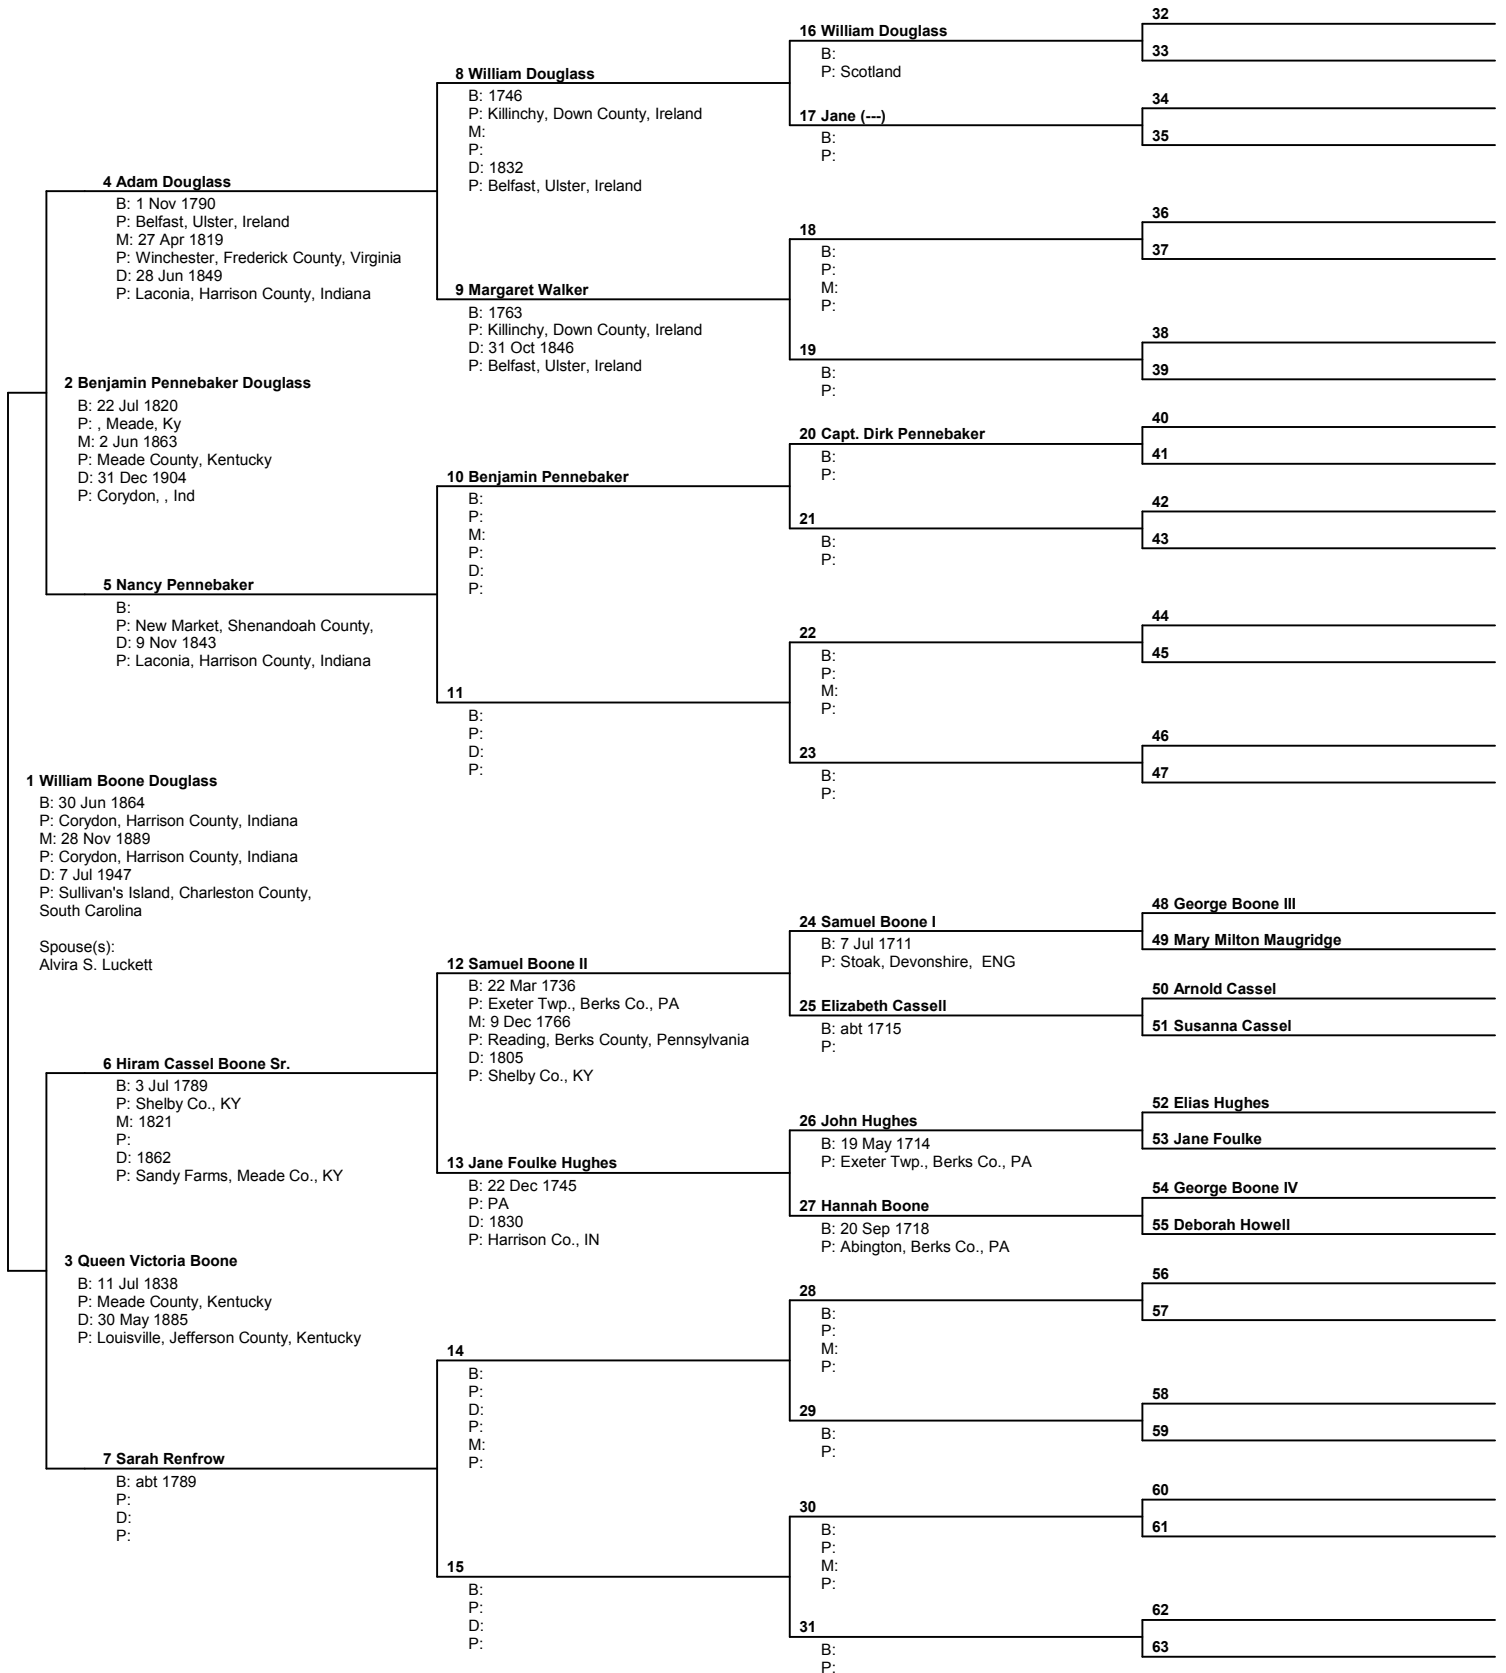 1 William Boone Douglass
B: 30 Jun 1864
P: Corydon, Harrison County, Indiana
M: 28 Nov 1889
P: Corydon, Harrison County, Indiana
D: 7 Jul 1947
P: Sullivan's Island, Charleston County,
South Carolina
Spouse(s):
Alvira S. Luckett
2 Benjamin Pennebaker Douglass
B: 22 Jul 1820
P: , Meade, Ky
M: 2 Jun 1863
P: Meade County, Kentucky
D: 31 Dec 1904
P: Corydon, , Ind
3 Queen Victoria Boone
B: 11 Jul 1838
P: Meade County, Kentucky
D: 30 May 1885
P: Louisville, Jefferson County, Kentucky
4 Adam Douglass
B: 1 Nov 1790
P: Belfast, Ulster, Ireland
M: 27 Apr 1819
P: Winchester, Frederick County, Virginia
D: 28 Jun 1849
P: Laconia, Harrison County, Indiana
5 Nancy Pennebaker
B:
P: New Market, Shenandoah County,
D: 9 Nov 1843
P: Laconia, Harrison County, Indiana
6 Hiram Cassel Boone Sr.
B: 3 Jul 1789
P: Shelby Co., KY
M: 1821
P:
D: 1862
P: Sandy Farms, Meade Co., KY
7 Sarah Renfrow
B: abt 1789
P:
D:
P:
8 William Douglass
B: 1746
P: Killinchy, Down County, Ireland
M:
P:
D: 1832
P: Belfast, Ulster, Ireland
9 Margaret Walker
B: 1763
P: Killinchy, Down County, Ireland
D: 31 Oct 1846
P: Belfast, Ulster, Ireland
10 Benjamin Pennebaker
B:
P:
M:
P:
D:
P:
11
B:
P:
D:
P:
12 Samuel Boone II
B: 22 Mar 1736
P: Exeter Twp., Berks Co., PA
M: 9 Dec 1766
P: Reading, Berks County, Pennsylvania
D: 1805
P: Shelby Co., KY
13 Jane Foulke Hughes
B: 22 Dec 1745
P: PA
D: 1830
P: Harrison Co., IN
14
B:
P:
D:
P:
M:
P:
15
B:
P:
D:
P:
16 William Douglass
B:
P: Scotland
17 Jane (---)
B:
P:
18
B:
P:
M:
P:
19
B:
P:
20 Capt. Dirk Pennebaker
B:
P:
21
B:
P:
22
B:
P:
M:
P:
23
B:
P:
24 Samuel Boone I
B: 7 Jul 1711
P: Stoak, Devonshire,  ENG
25 Elizabeth Cassell
B: abt 1715
P:
26 John Hughes
B: 19 May 1714
P: Exeter Twp., Berks Co., PA
27 Hannah Boone
B: 20 Sep 1718
P: Abington, Berks Co., PA
28
B:
P:
M:
P:
29
B:
P:
30
B:
P:
M:
P:
31
B:
P:
32
33
34
35
36
37
38
39
40
41
42
43
44
45
46
47
48 George Boone III
49 Mary Milton Maugridge
50 Arnold Cassel
51 Susanna Cassel
52 Elias Hughes
53 Jane Foulke
54 George Boone IV
55 Deborah Howell
56
57
58
59
60
61
62
63